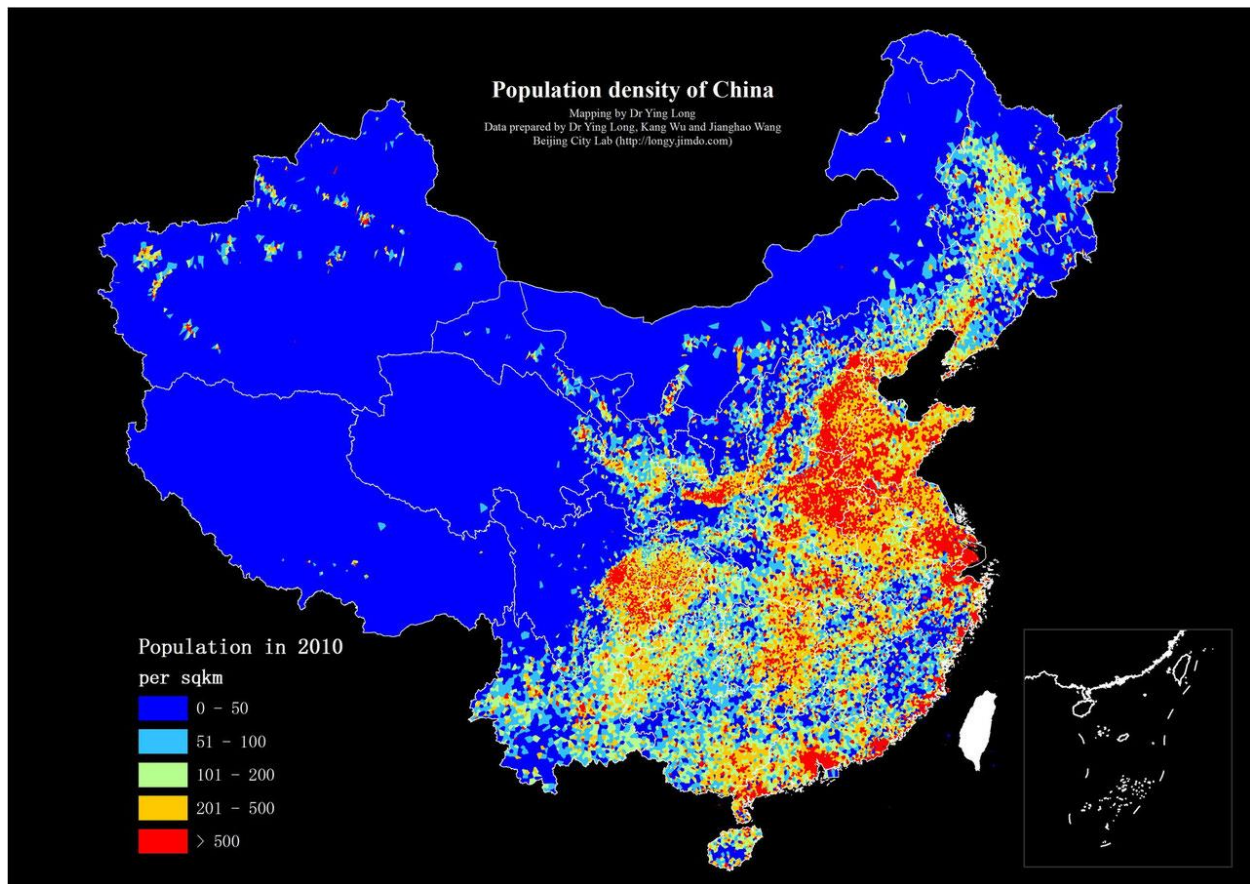 Population density of China
Mapping by Dr Ying Long
Data prepared by Dr Ying Long, Kang Wu and Jianghao Wang
Beijing City Lab (http://longy.jimdo.com)
Population in 2010
per sqkm
0 - 50
51 - 100
101 - 200
201 - 500
> 500